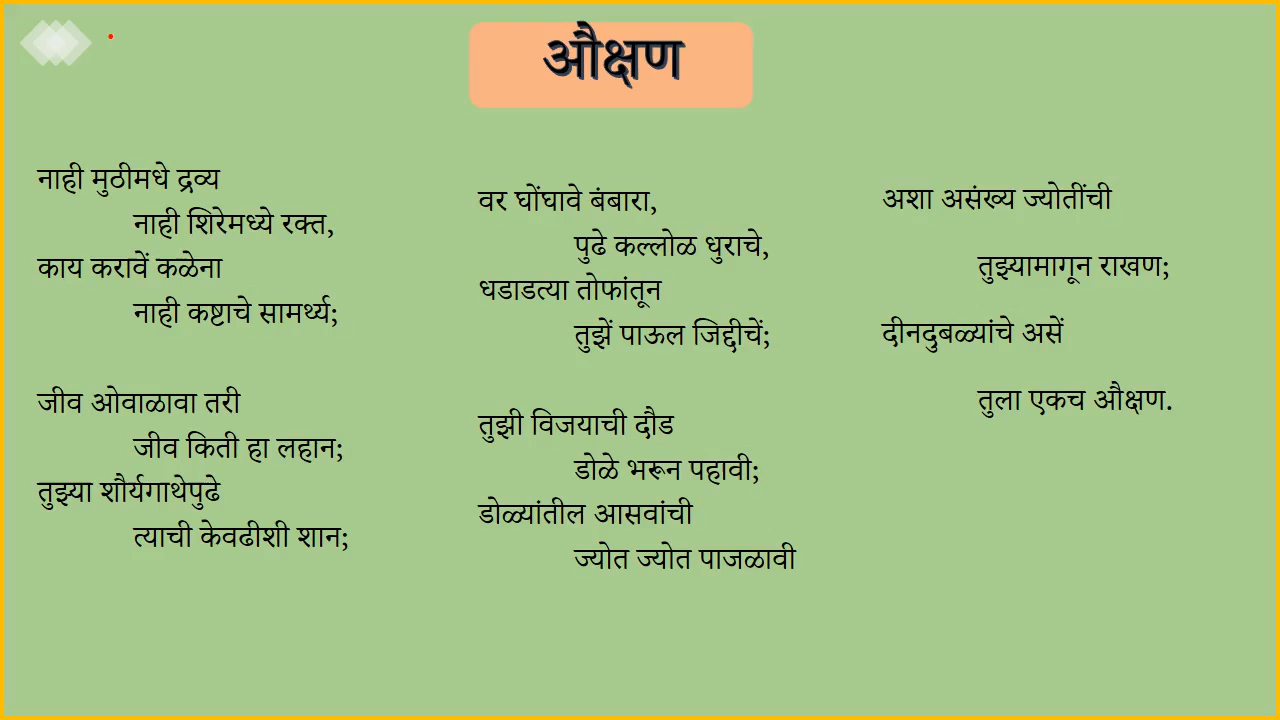 औक्षण
नाही मुठीमधे द्रव्य
नाही शिरेमध्ये रक्त,
काय करावें कळेना
नाही कष्टाचे सामर्थ्य;
जीव ओवाळावा तरी
जीव किती हा लहान;
तुझ्या शौर्यगाथेपुढे
त्याची केवढीशी शान;
वर घोंघावे बंबारा,
पुढे कल्लोळ धुराचे,
धडाडत्या तोफांतून
तुझें पाऊल जिद्दीचें;
तुझी विजयाची दौड
डोळे भरून पहावी;
डोळ्यांतील आसवांची
ज्योत ज्योत पाजळावी
अशा असंख्य ज्योतींची
तुझ्यामागून राखण;
दीनदुबळ्यांचे असें
तुला एकच औक्षण.